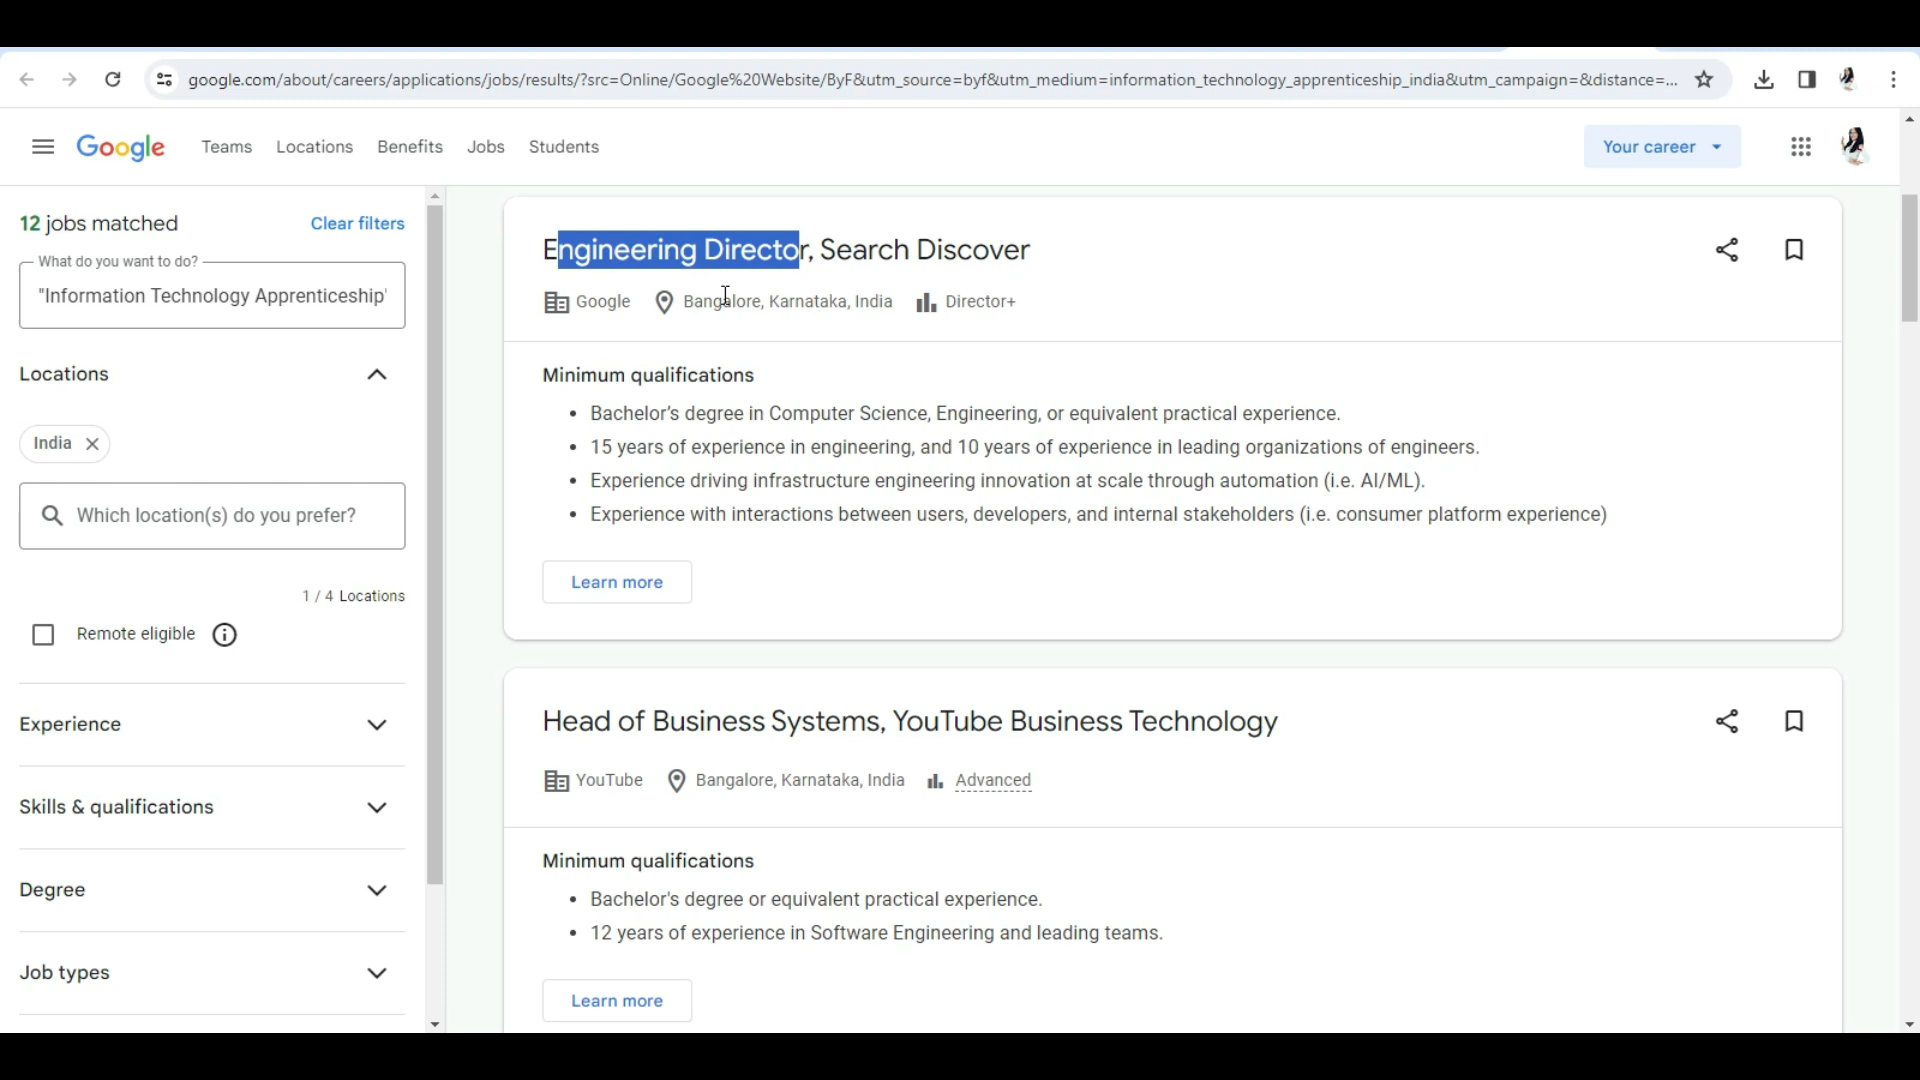 google.com/about/careers/applications/jobs/results/?src=Online/Google%20Website/ByF&utm_source=byf&utm_medium=information_technology_apprenticeship_india&utm_campaign=&distance=...
Google Teams Locations Benefits Jobs Students Your career
12 jobs matched Clear filters
What do you want to do?
"Information Technology Apprenticeship'
Locations
India
Which location(s) do you prefer?
1 / 4 Locations
Remote eligible
Experience
Skills & qualifications
Degree
Job types
Engineering Director, Search Discover
Google Bangalore, Karnataka, India Director+
Minimum qualifications
• Bachelor’s degree in Computer Science, Engineering, or equivalent practical experience.
• 15 years of experience in engineering, and 10 years of experience in leading organizations of engineers.
• Experience driving infrastructure engineering innovation at scale through automation (i.e. AI/ML).
• Experience with interactions between users, developers, and internal stakeholders (i.e. consumer platform experience)
Learn more
Head of Business Systems, YouTube Business Technology
YouTube Bangalore, Karnataka, India Advanced
Minimum qualifications
• Bachelor's degree or equivalent practical experience.
• 12 years of experience in Software Engineering and leading teams.
Learn more